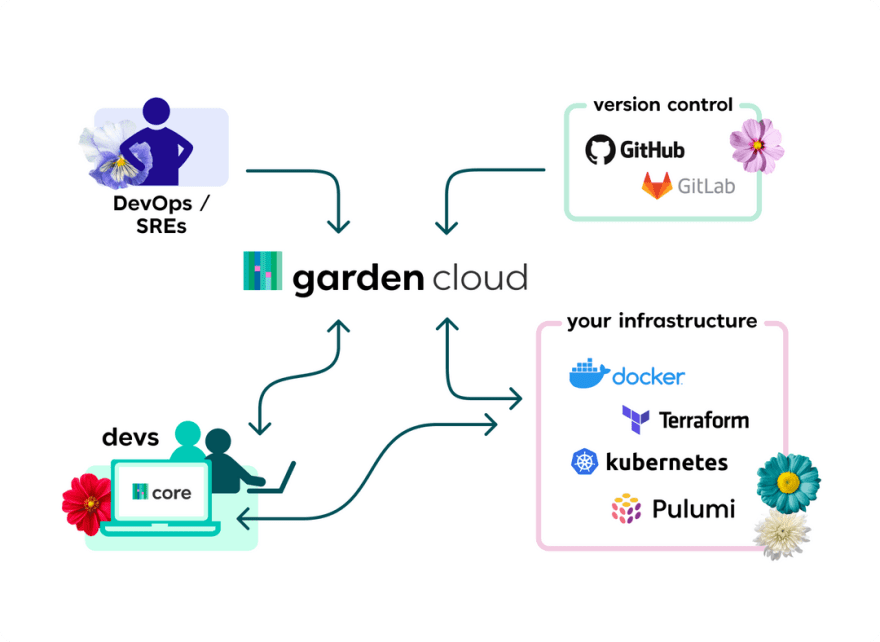 DevOps /
SREs
version control
GitHub
GitLab
garden cloud
your infrastructure
docker
Terraform
kubernetes
Pulumi
devs
core